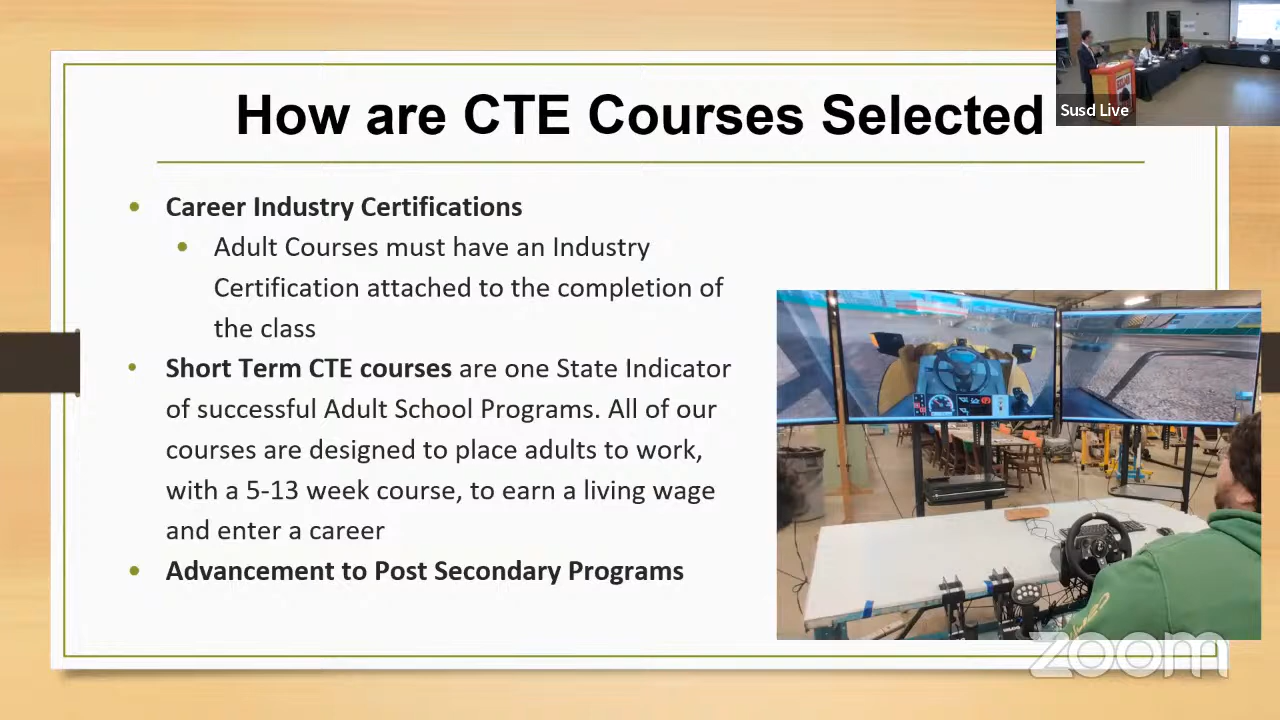 How are CTE Courses Selected
Susd Live
Career Industry Certifications
Adult Courses must have an Industry
Certification attached to the completion of
the class
Short Term CTE courses are one State Indicator
of successful Adult School Programs. All of our
courses are designed to place adults to work,
with a 5-13 week course, to earn a living wage
and enter a career
Advancement to Post Secondary Programs
zoom